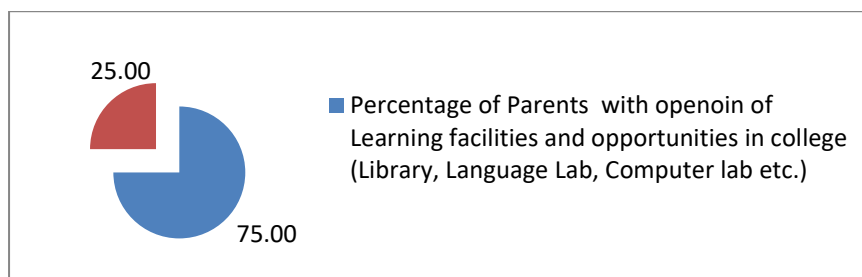 25.00
Percentage of Parents with openoin of
Learning facilities and opportunities in college
(Library, Language Lab, Computer lab etc.)
75.00